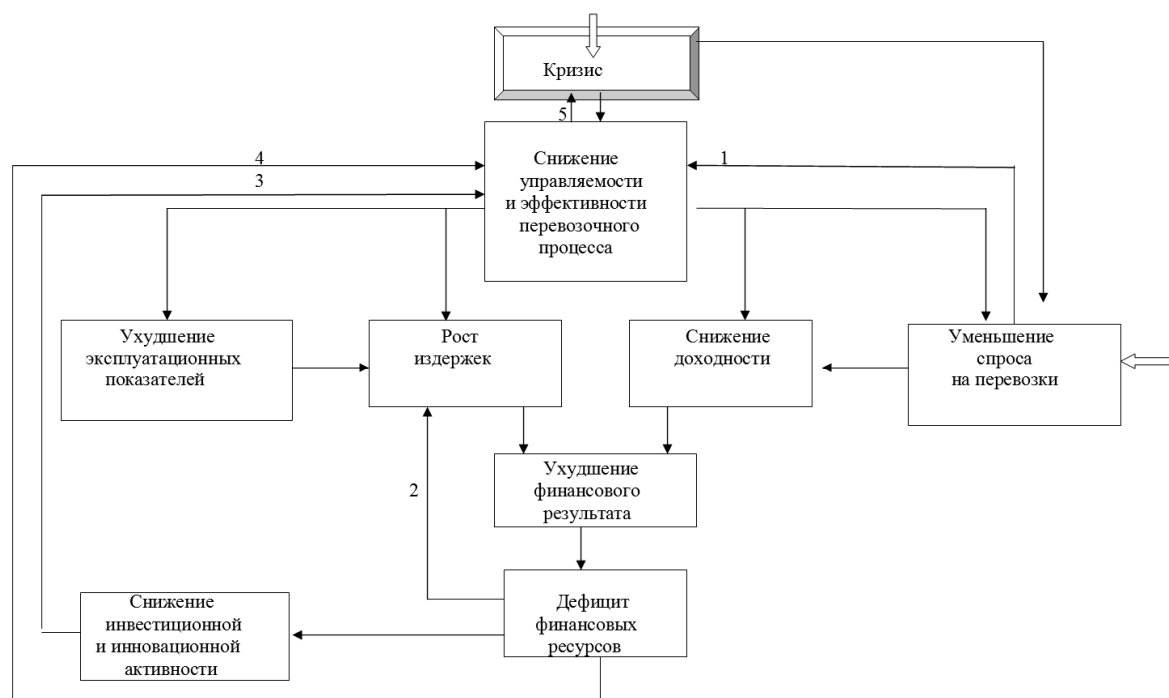 Кризис
5
4
3
1
Снижение
управляемости
и эффективности
перевозочного
процесса
Ухудшение
эксплуатационных
показателей
Рост
издержек
Снижение
доходности
Уменьшение
спроса
на перевозки
2
Ухудшение
финансового
результата
Снижение
инвестиционной
и инновационной
активности
Дефицит
финансовых
ресурсов